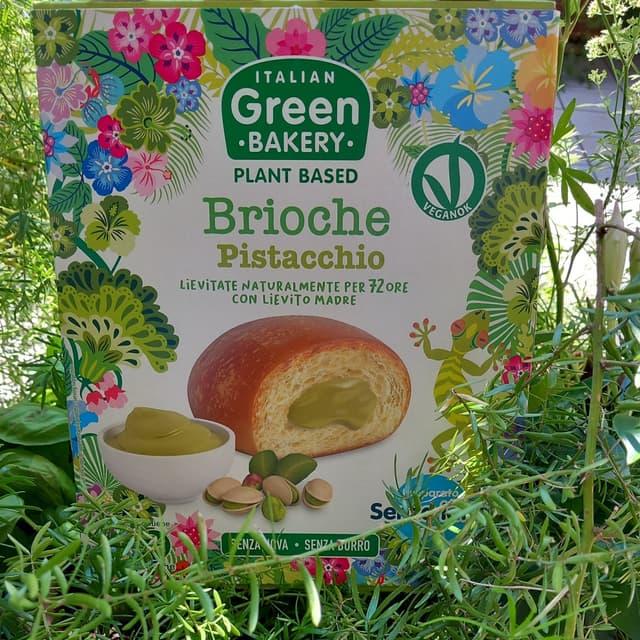 ITALIAN
Green
·BAKERY·
PLANT BASED
VEGANOK
Brioche
Pistacchio
LIEVITATE NATURALMENTE PER 72 ORE
CON LIEVITO MADRE
SENZA UOVA • SENZA BURRO